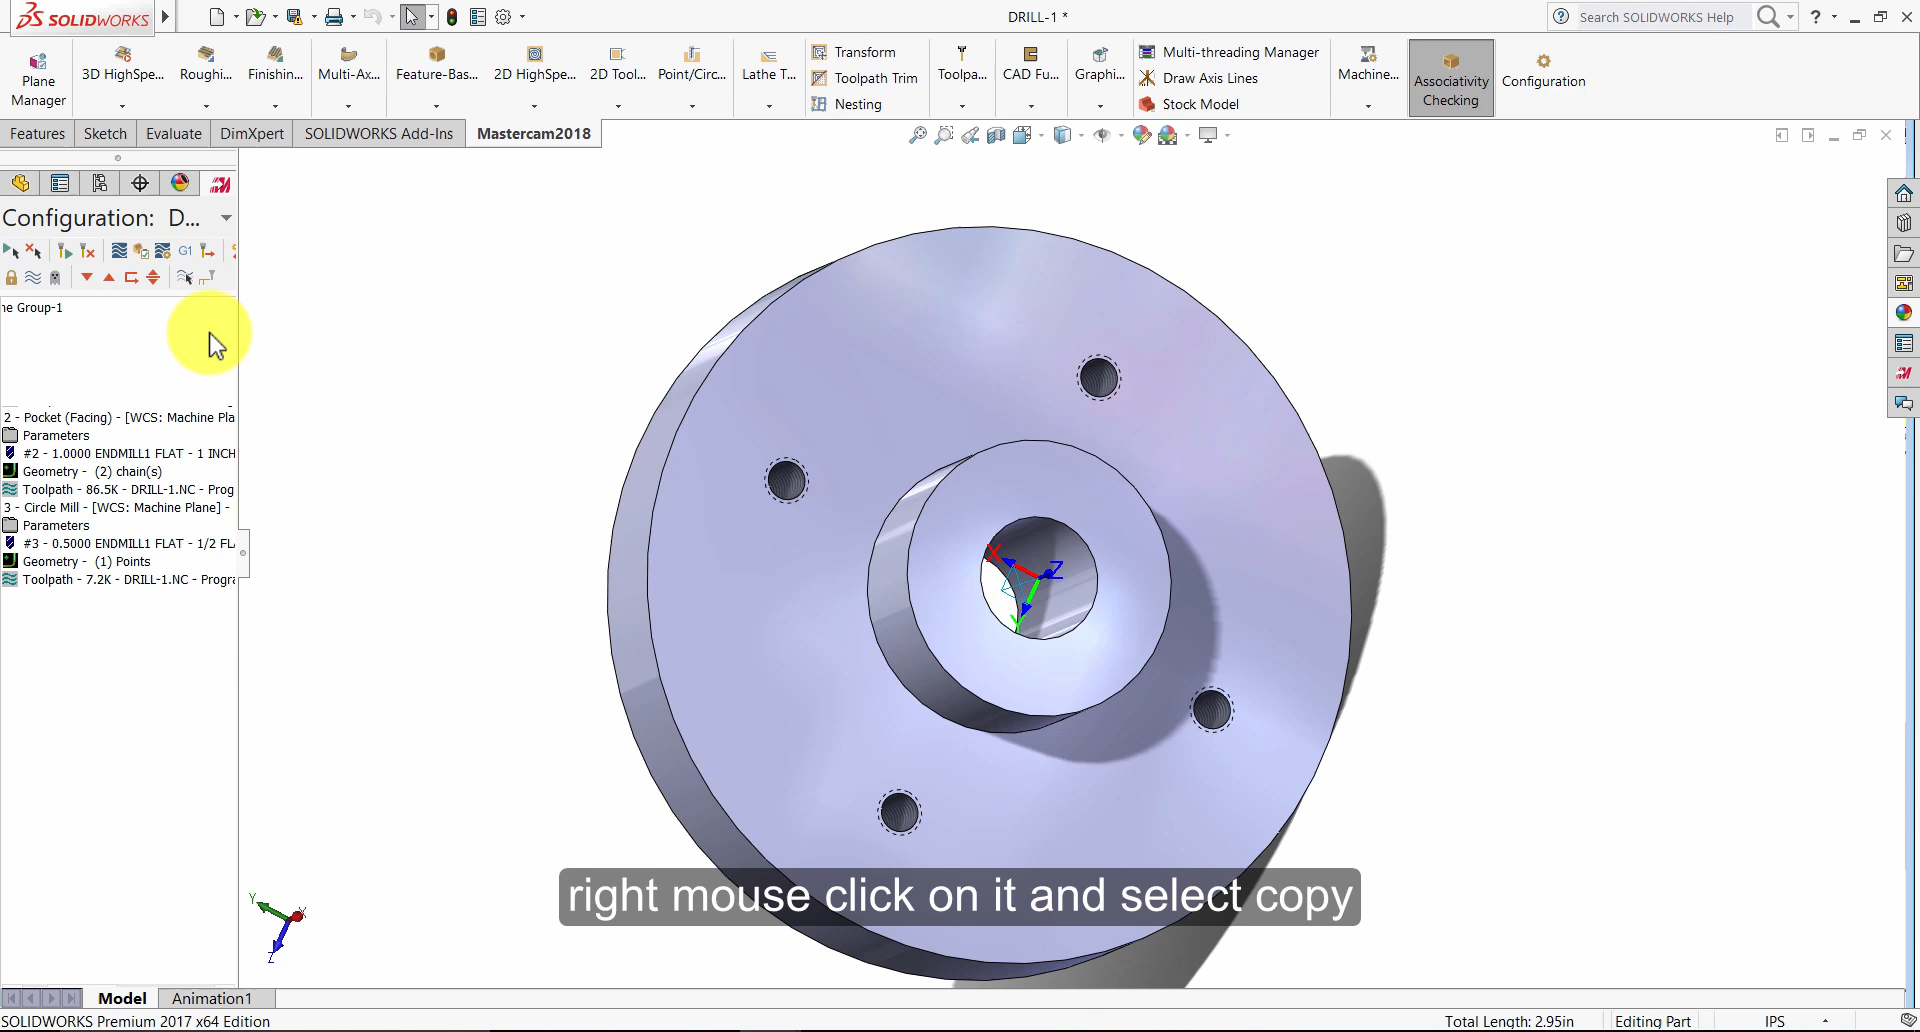 SOLIDWORKS
DRILL-1 *
Search SOLIDWORKS Help
?
Plane Manager
3D HighSpe...
Roughi...
Finishin...
Multi-Ax...
Feature-Bas...
2D HighSpe...
2D Tool...
Point/Circ...
Lathe T...
Transform
Toolpath Trim
Nesting
Toolpa...
CAD Fu...
Graphi...
Multi-threading Manager
Draw Axis Lines
Stock Model
Machine...
Associativity Checking
Configuration
Features
Sketch
Evaluate
DimXpert
SOLIDWORKS Add-Ins
Mastercam2018
Configuration: D...
G1
ne Group-1
2 - Pocket (Facing) - [WCS: Machine Pla
Parameters
#2 - 1.0000 ENDMILL1 FLAT - 1 INCH
Geometry - (2) chain(s)
Toolpath - 86.5K - DRILL-1.NC - Prog
3 - Circle Mill - [WCS: Machine Plane] -
Parameters
#3 - 0.5000 ENDMILL1 FLAT - 1/2 FL
Geometry - (1) Points
Toolpath - 7.2K - DRILL-1.NC - Progra
X
Z
Y
right mouse click on it and select copy
Y
X
Z
Model
Animation1
SOLIDWORKS Premium 2017 x64 Edition
Total Length: 2.95in
Editing Part
IPS